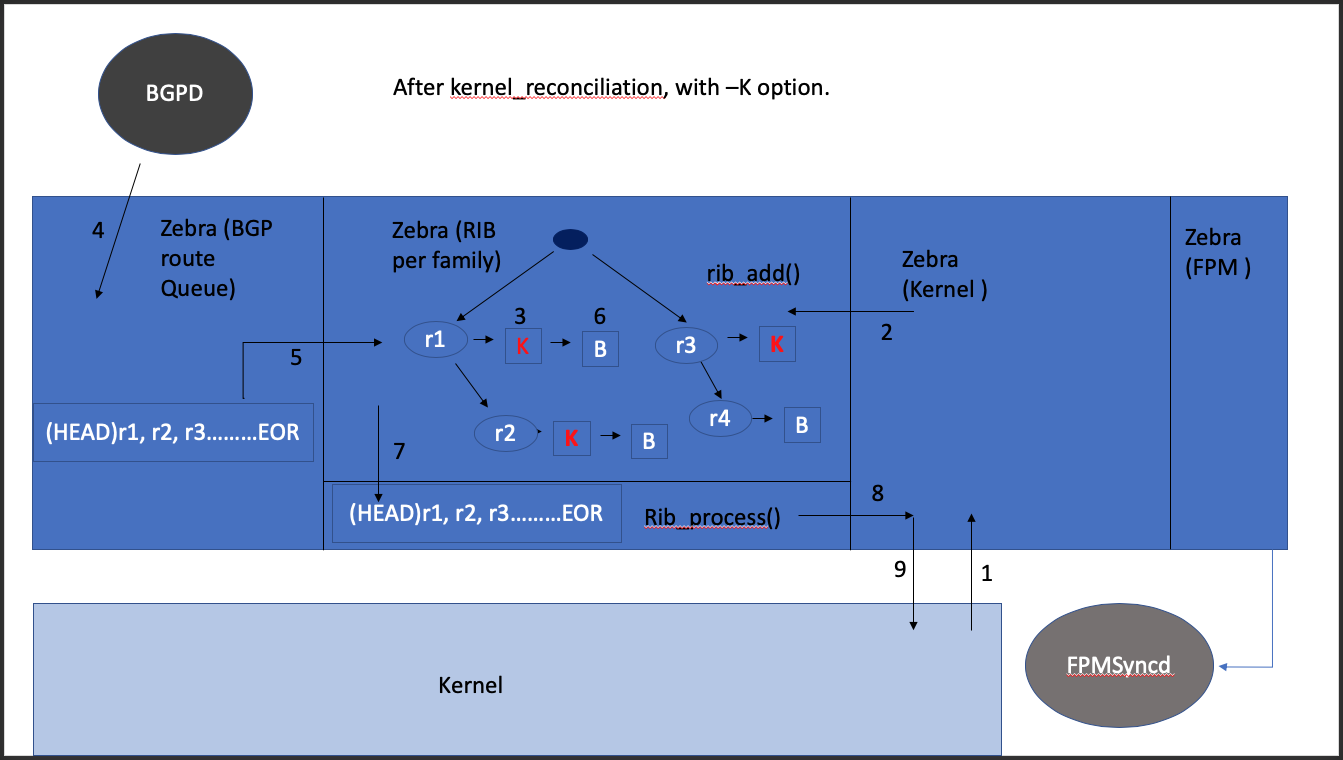 BGPD
After kernel_reconciliation, with –K option.
4
Zebra (BGP
route
Queue)
Zebra (RIB
per family)
rib_add()
Zebra
(Kernel )
Zebra
(FPM )
3
6
2
r1
K
B
r3
K
5
(HEAD)r1, r2, r3.........EOR
r2
K
B
r4
B
7
(HEAD)r1, r2, r3.........EOR
Rib_process()
8
9
1
Kernel
FPMSyncd